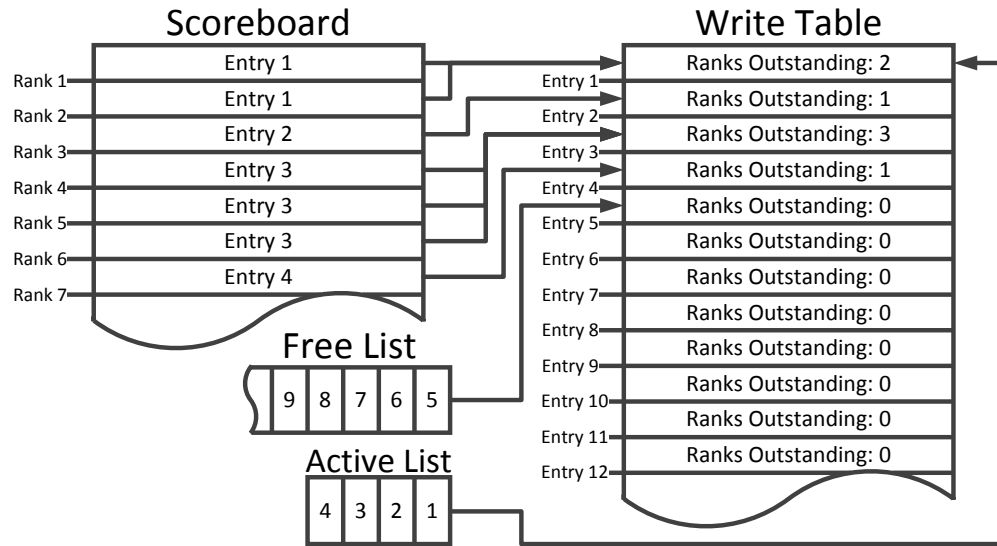 Scoreboard
Entry 1
Rank 1
Entry 1
Rank 2
Entry 2
Rank 3
Entry 3
Rank 4
Entry 3
Rank 5
Entry 3
Rank 6
Entry 4
Rank 7
Write Table
Ranks Outstanding: 2
Entry 1
Ranks Outstanding: 1
Entry 2
Ranks Outstanding: 3
Entry 3
Ranks Outstanding: 1
Entry 4
Ranks Outstanding: 0
Entry 5
Ranks Outstanding: 0
Entry 6
Ranks Outstanding: 0
Entry 7
Ranks Outstanding: 0
Entry 8
Ranks Outstanding: 0
Entry 9
Ranks Outstanding: 0
Entry 10
Ranks Outstanding: 0
Entry 11
Ranks Outstanding: 0
Entry 12
Free List
9 8 7 6 5
Active List
4 3 2 1